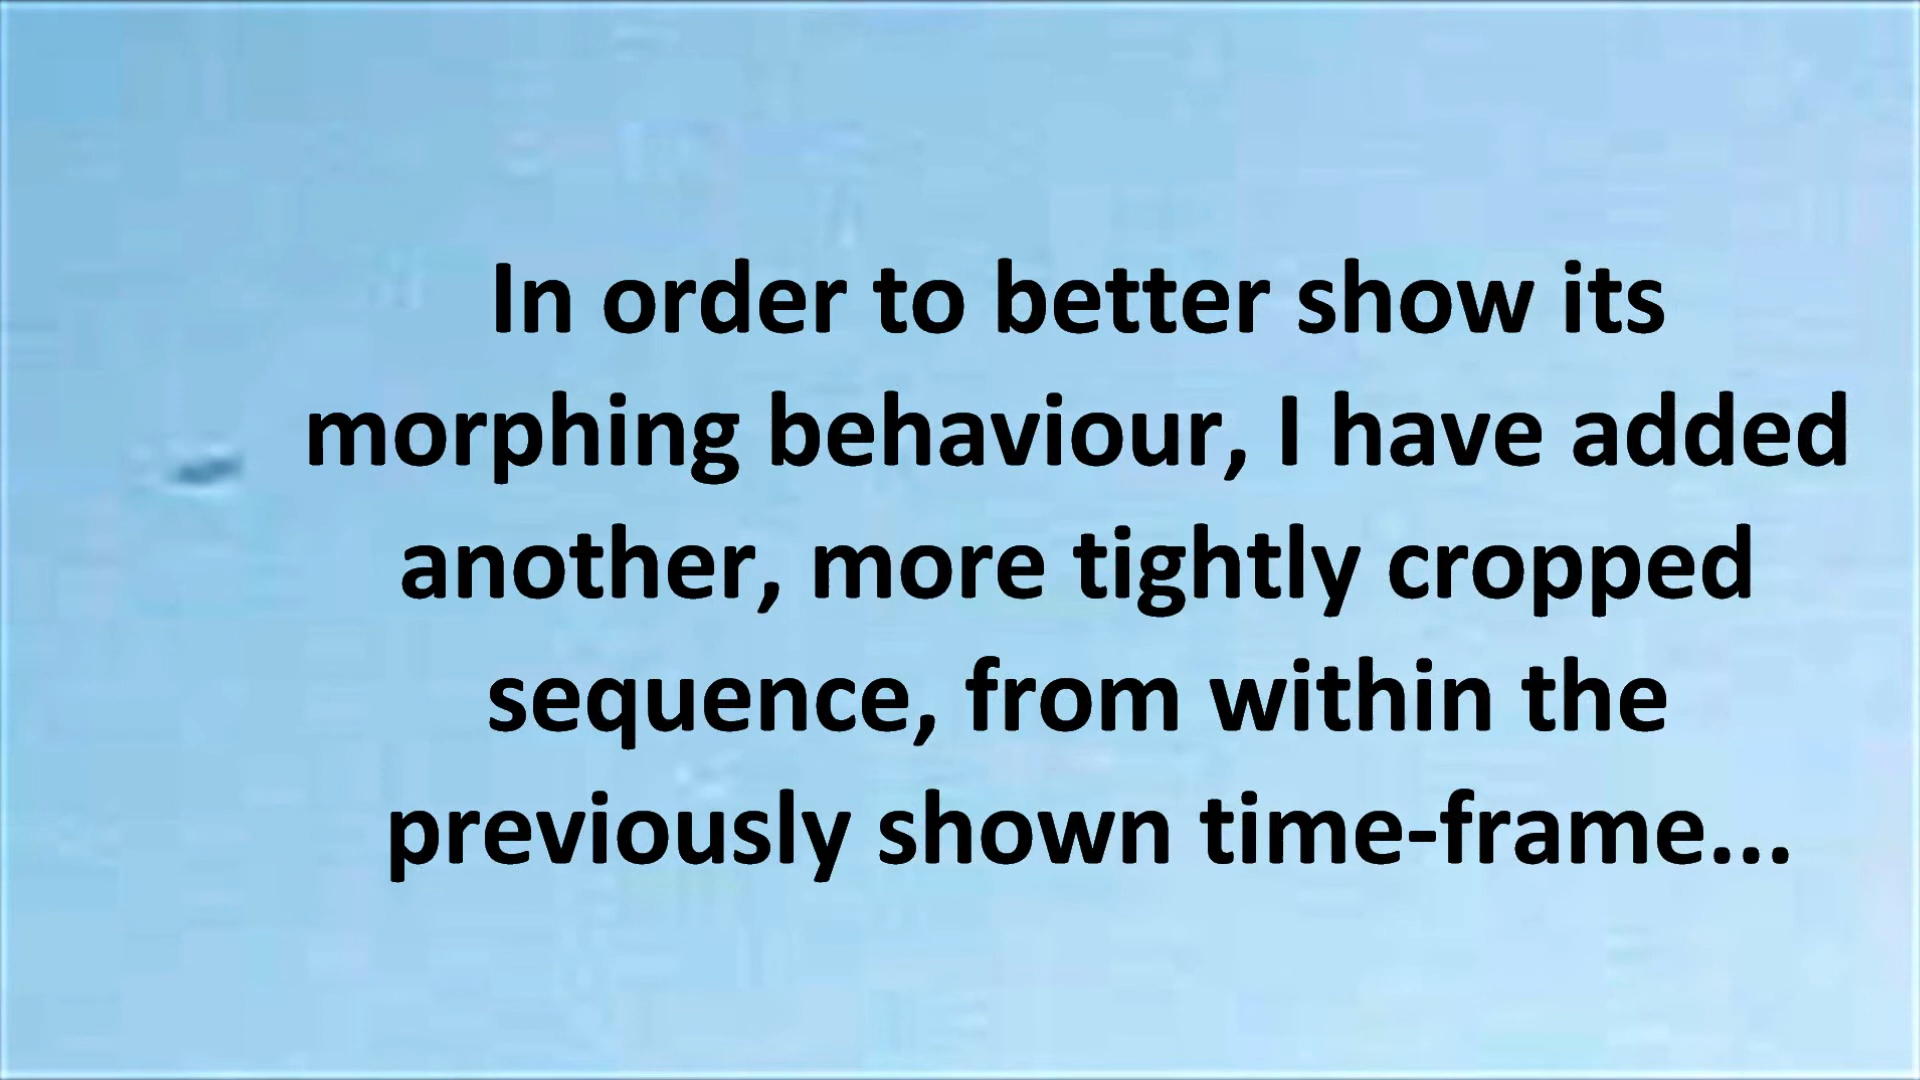 In order to better show its
morphing behaviour, I have added
another, more tightly cropped
sequence, from within the
previously shown time-frame...